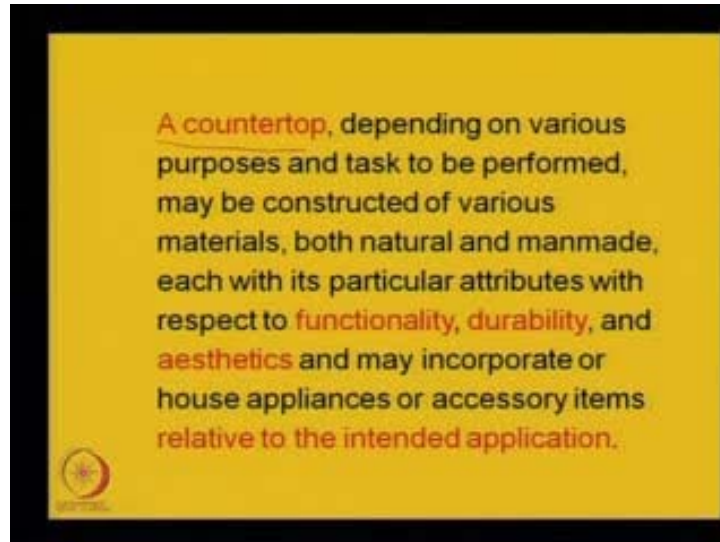 A countertop, depending on various
purposes and task to be performed,
may be constructed of various
materials, both natural and manmade,
each with its particular attributes with
respect to functionality, durability, and
aesthetics and may incorporate or
house appliances or accessory items
relative to the intended application.
NPTEL